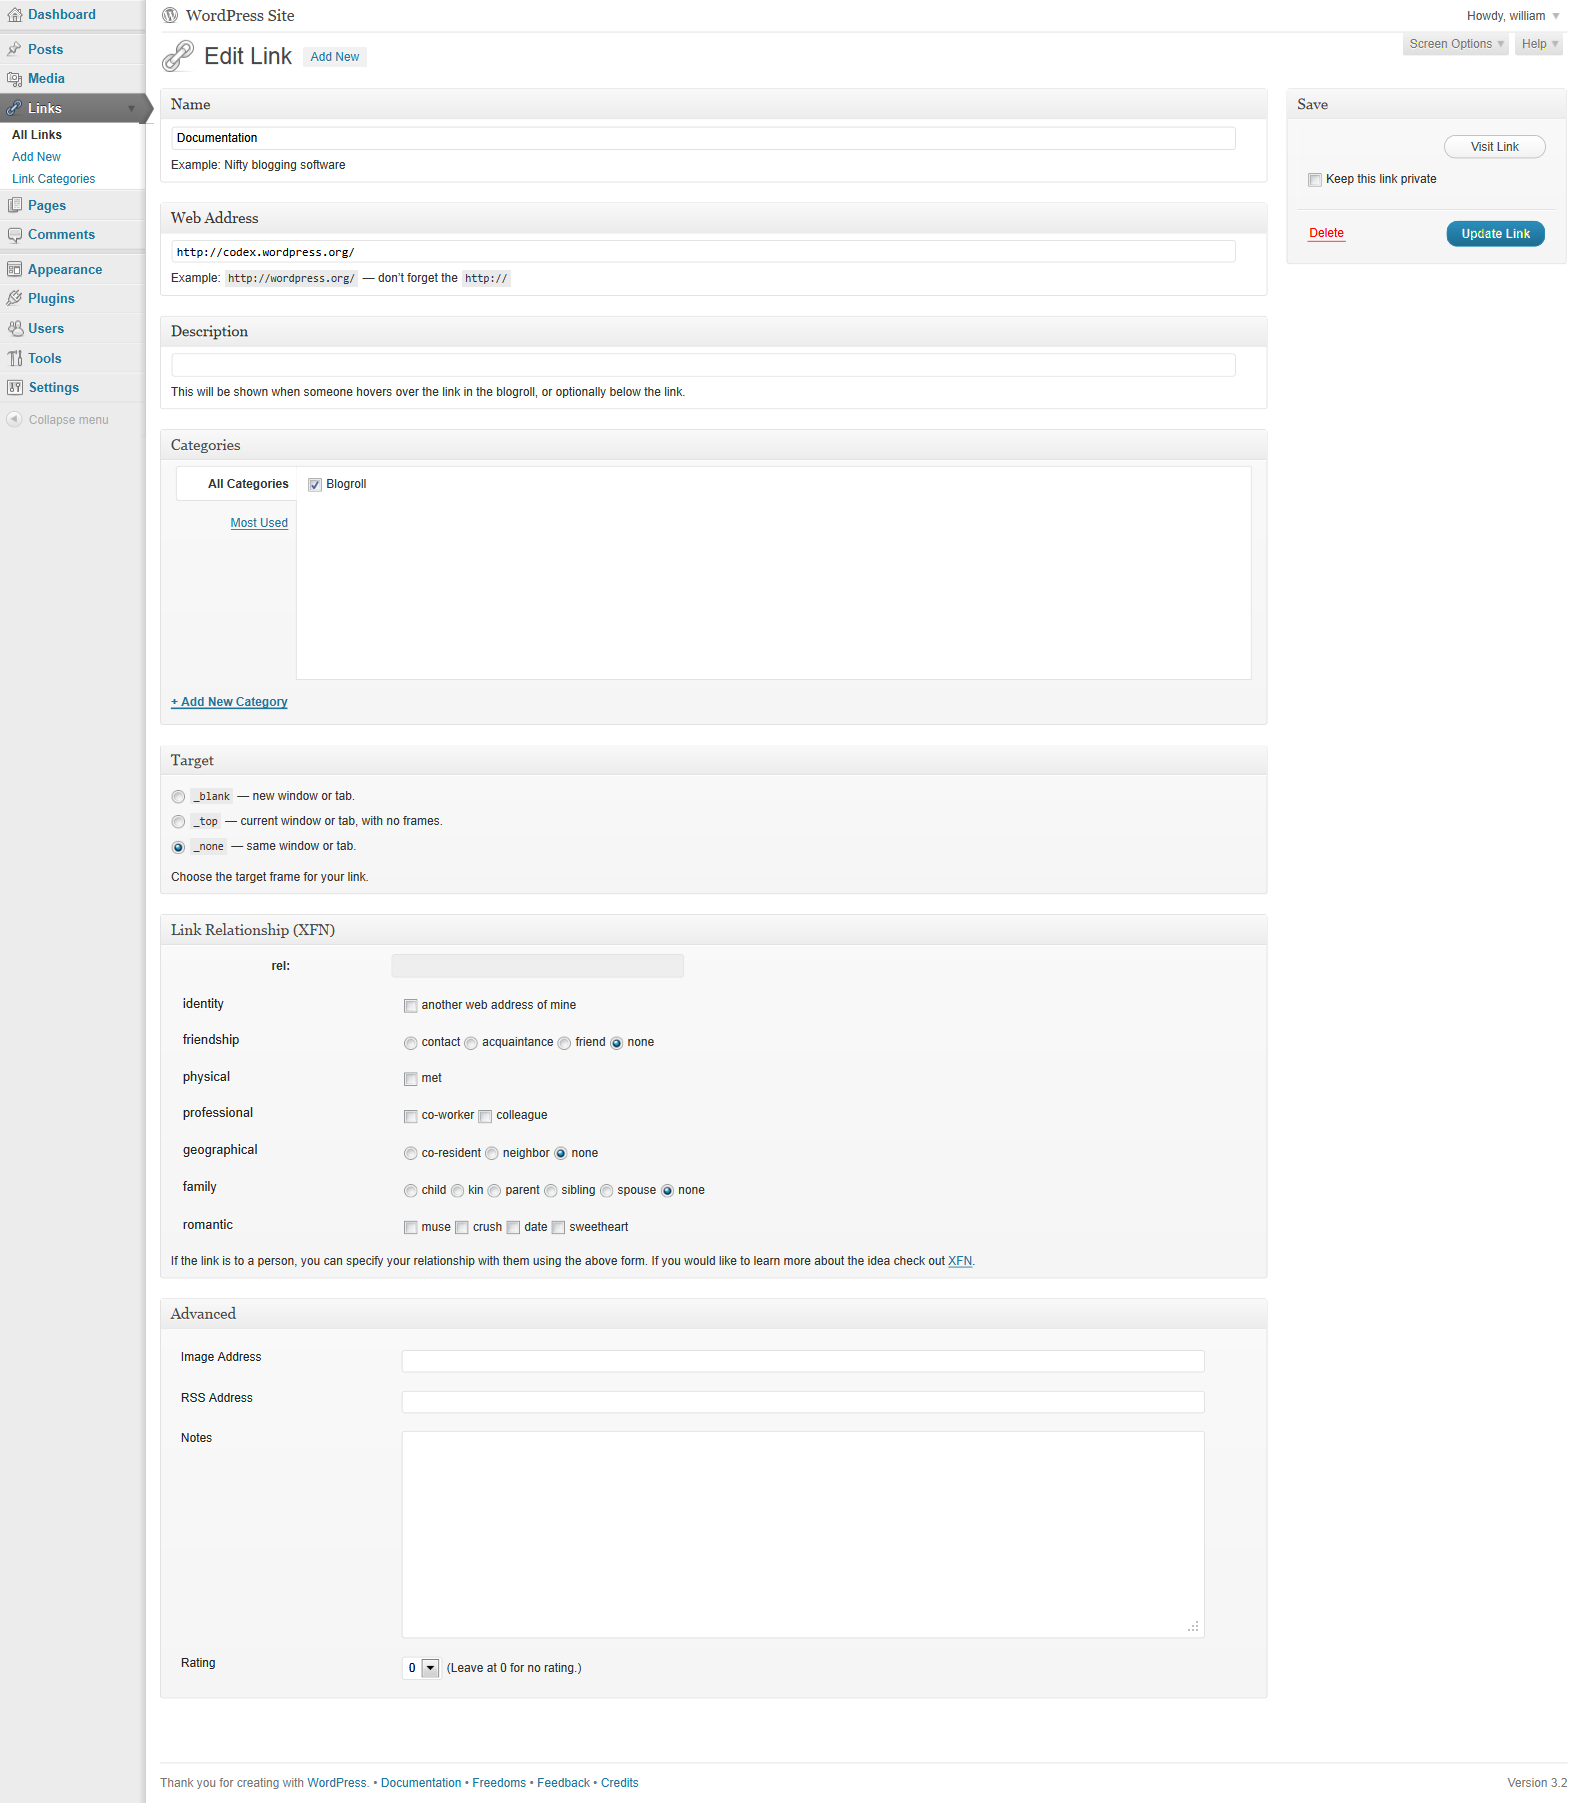 Dashboard
Posts
Media
Links
All Links
Add New
Link Categories
Pages
Comments
Appearance
Plugins
Users
Tools
Settings
Collapse menu
WordPress Site
Howdy, william
Screen Options
Help
Edit Link Add New
Name
Documentation
Example: Nifty blogging software
Web Address
http://codex.wordpress.org/
Example: http://wordpress.org/ — don't forget the http://
Description
This will be shown when someone hovers over the link in the blogroll, or optionally below the link.
Categories
All Categories
Blogroll
Most Used
+ Add New Category
Target
_blank — new window or tab.
_top — current window or tab, with no frames.
_none — same window or tab.
Choose the target frame for your link.
Link Relationship (XFN)
rel:
identity another web address of mine
friendship contact acquaintance friend none
physical met
professional co-worker colleague
geographical co-resident neighbor none
family child kin parent sibling spouse none
romantic muse crush date sweetheart
If the link is to a person, you can specify your relationship with them using the above form. If you would like to learn more about the idea check out XFN.
Advanced
Image Address
RSS Address
Notes
Rating 0 (Leave at 0 for no rating.)
Save
Visit Link
Keep this link private
Delete
Update Link
Thank you for creating with WordPress. • Documentation • Freedoms • Feedback • Credits
Version 3.2